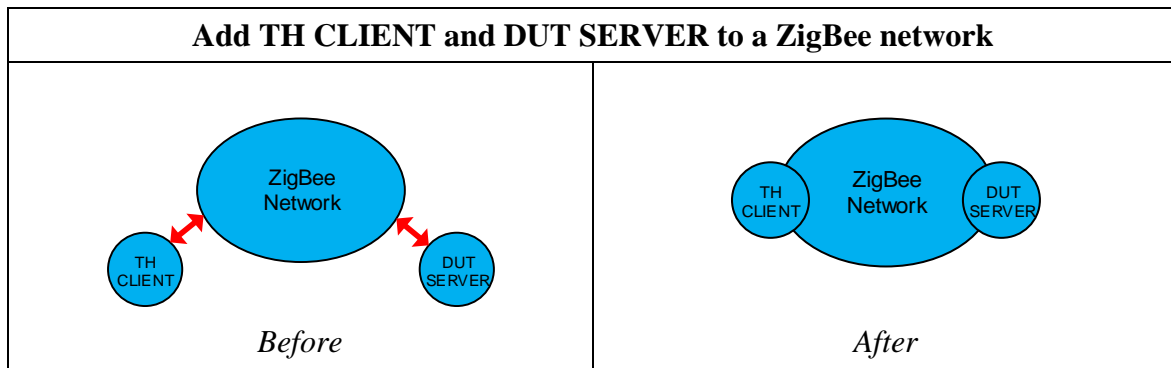 Add TH CLIENT and DUT SERVER to a ZigBee network
ZigBee
Network
TH
CLIENT
DUT
SERVER
Before
TH
CLIENT
ZigBee
Network
DUT
SERVER
After